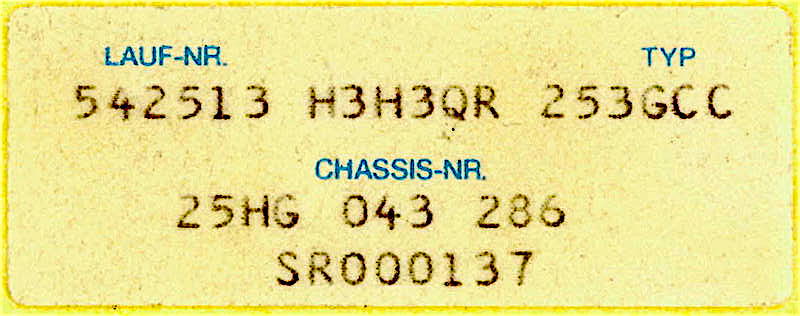 LAUF-NR. TYP
542513 H3H3QR 253GCC
CHASSIS-NR.
25HG 043 286
SR000137